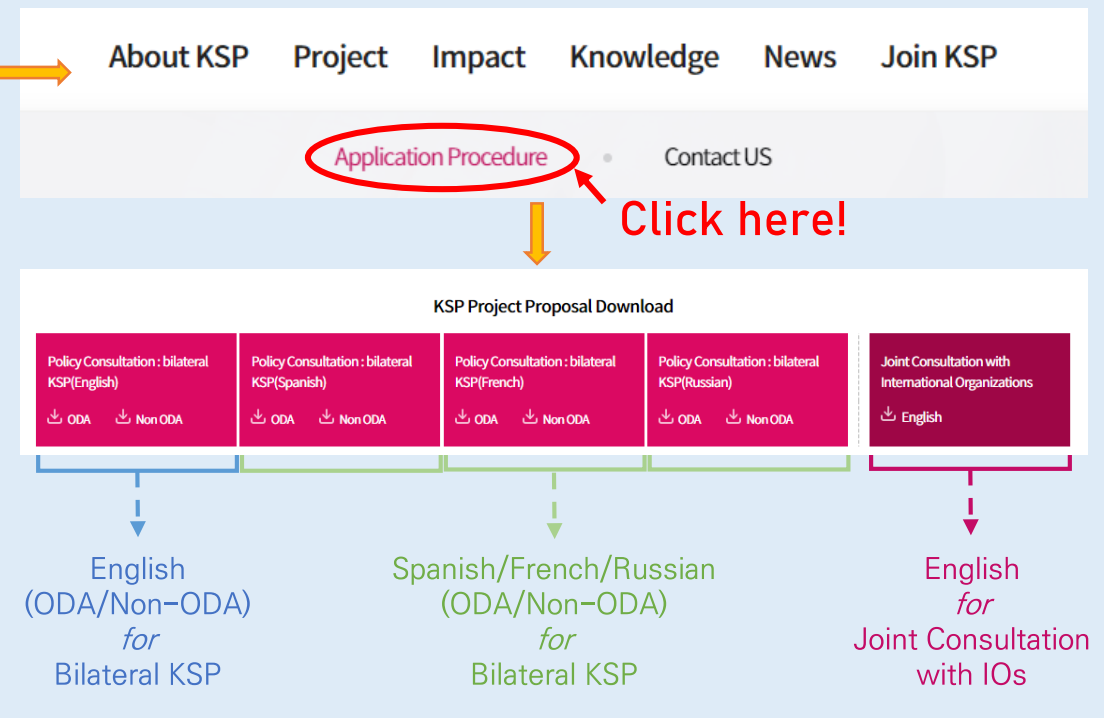 About KSP Project Impact Knowledge News Join KSP
Application Procedure • Contact US
Click here!
KSP Project Proposal Download
Policy Consultation : bilateral
KSP(English)
ODA Non ODA
Policy Consultation : bilateral
KSP(Spanish)
ODA Non ODA
Policy Consultation : bilateral
KSP(French)
ODA Non ODA
Policy Consultation : bilateral
KSP(Russian)
ODA Non ODA
Joint Consultation with
International Organizations
English
English
(ODA/Non-ODA)
for
Bilateral KSP
Spanish/French/Russian
(ODA/Non-ODA)
for
Bilateral KSP
English
for
Joint Consultation
with IOs